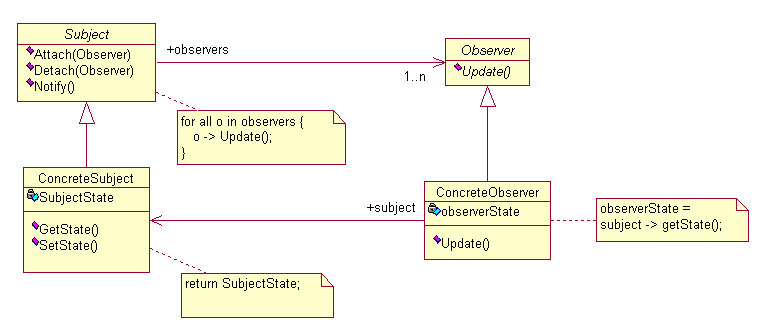 Subject
Attach(Observer)
Detach(Observer)
Notify()
+observers
1..n
Observer
Update()
for all o in observers {
o -> Update();
}
ConcreteSubject
SubjectState
GetState()
SetState()
+subject
ConcreteObserver
observerState
Update()
observerState =
subject -> getState();
return SubjectState;